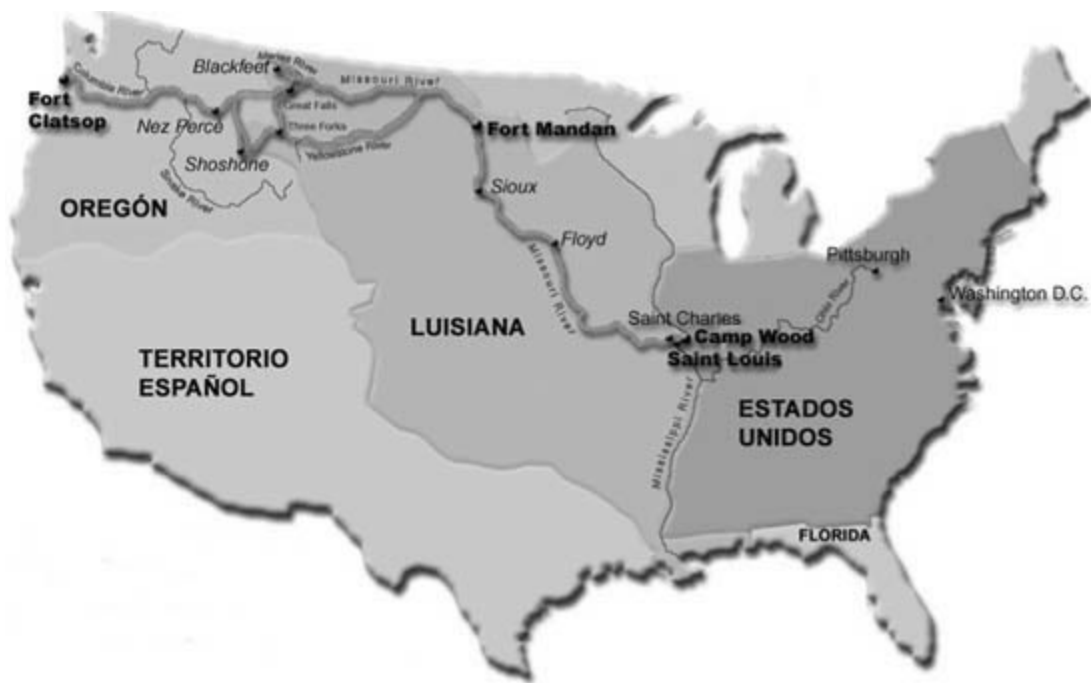 Blackfeet
Marias River
Missouri River
Columbia River
Fort
Clatsop
Great Falls
Nez Perce
Three Forks
Fort Mandan
Yellowstone River
Shoshone
Snake River
Sioux
OREGÓN
Floyd
Missouri River
Pittsburgh
Ohio River
Washington D.C.
Saint Charles
LUISIANA
Camp Wood
Saint Louis
TERRITORIO
ESPAÑOL
Mississippi River
ESTADOS
UNIDOS
FLORIDA